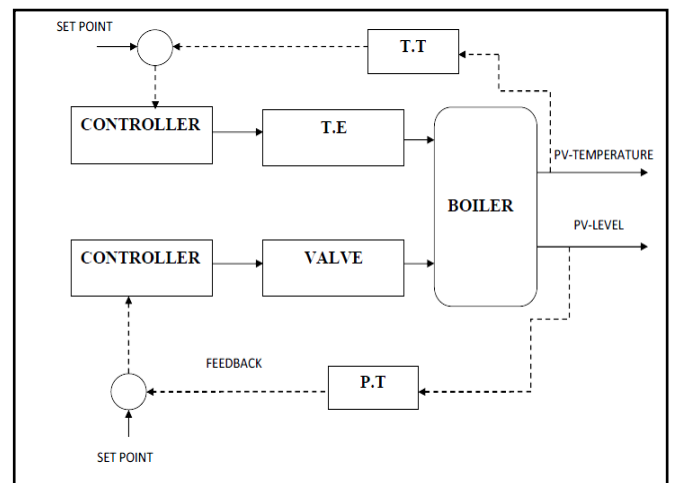 SET POINT
T.T
CONTROLLER
T.E
PV-TEMPERATURE
BOILER
PV-LEVEL
CONTROLLER
VALVE
FEEDBACK
P.T
SET POINT